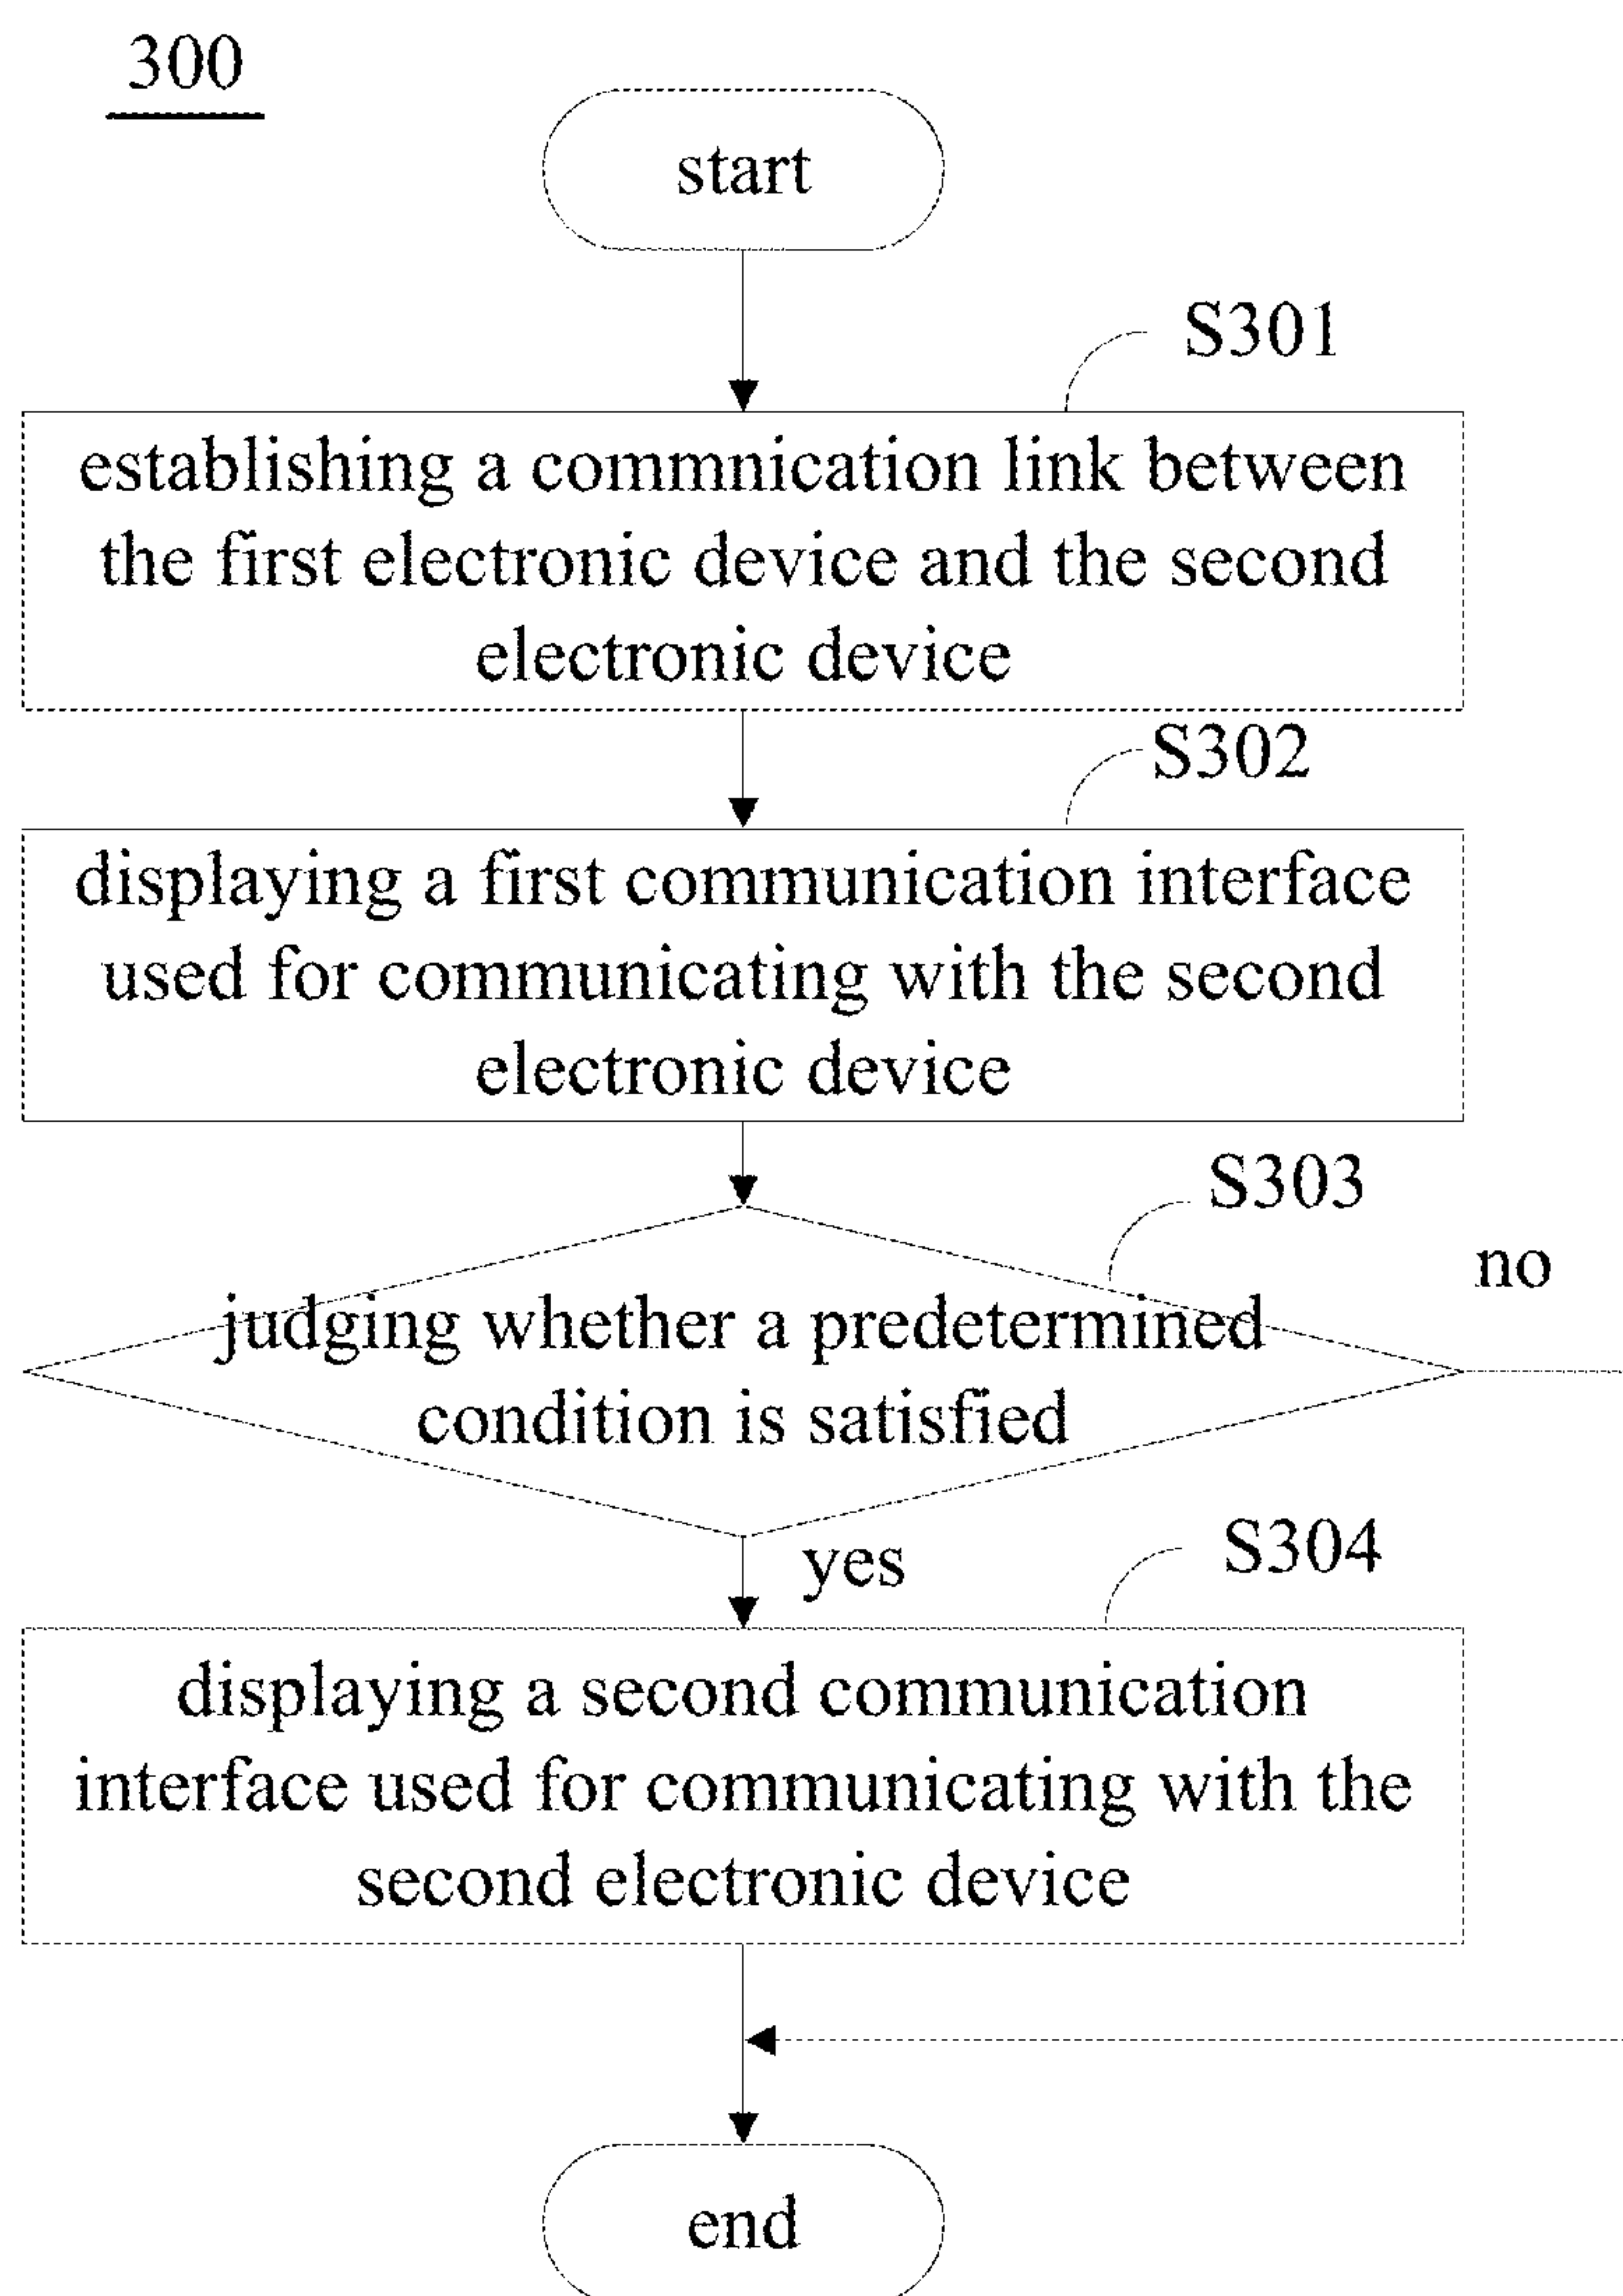 300
start
S301
establishing a commnication link between
the first electronic device and the second
electronic device
S302
displaying a first communication interface
used for communicating with the second
electronic device
S303
no
judging whether a predetermined
condition is satisfied
yes
S304
displaying a second communication
interface used for communicating with the
second electronic device
end